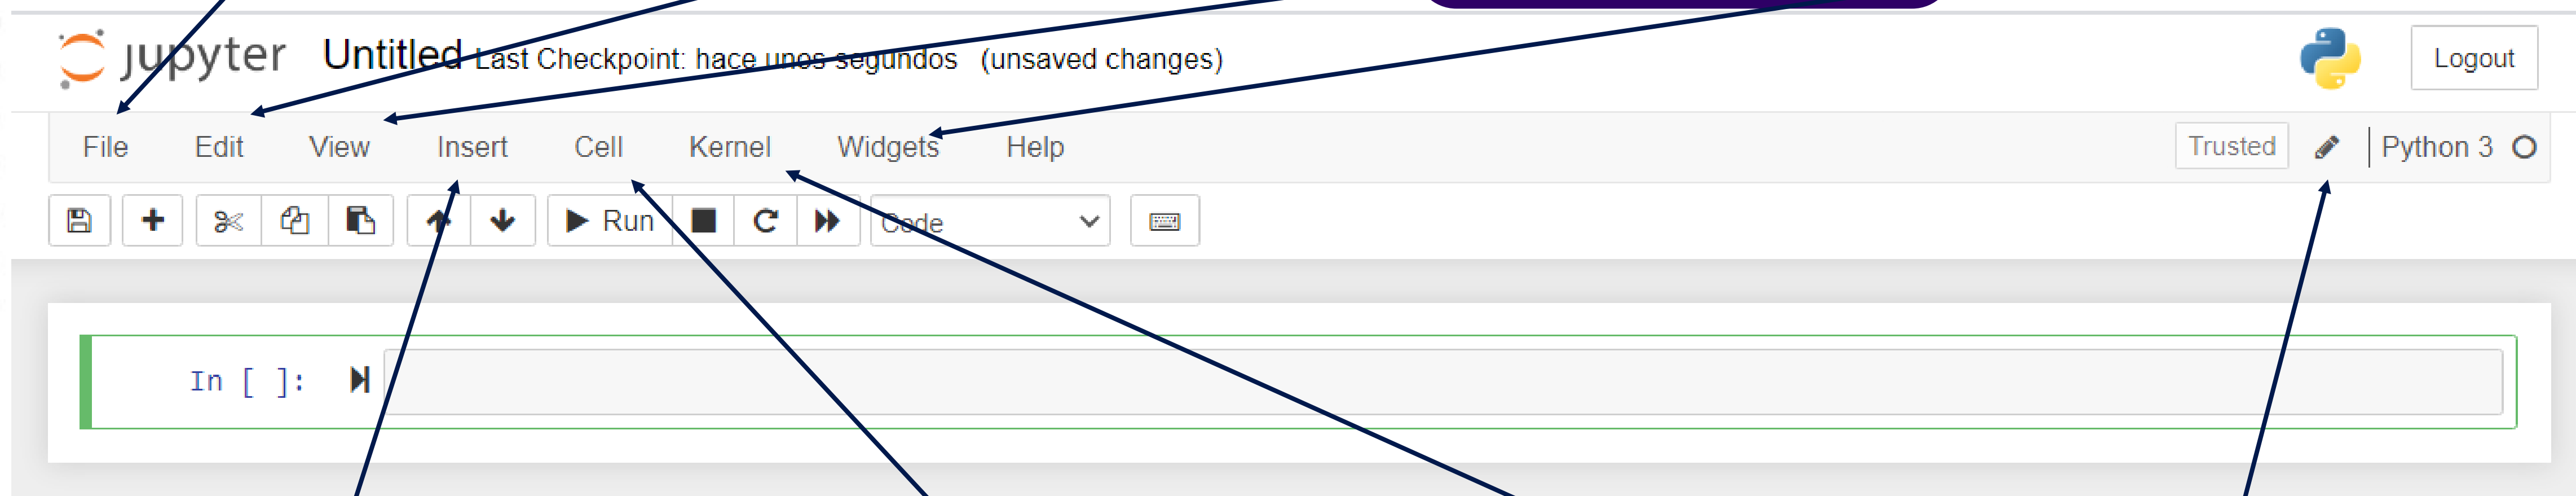 jupyter Untitled Last Checkpoint: hace unos segundos (unsaved changes) Logout
File Edit View Insert Cell Kernel Widgets Help Trusted Python 3
Run Code
In [ ]: